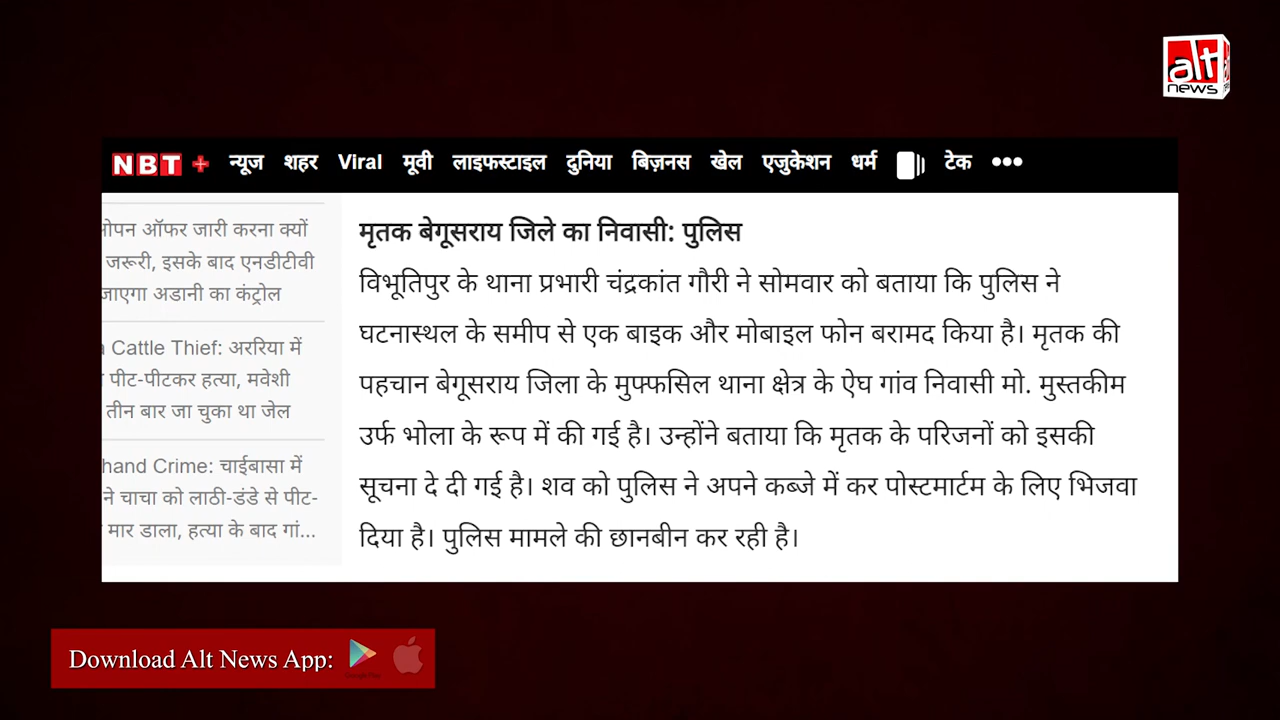 alt
news
NBT+ न्यूज शहर Viral मूवी लाइफस्टाइल दुनिया बिज़नस खेल एजुकेशन धर्म टेक •••
ओपन ऑफर जारी करना क्यों
जरूरी, इसके बाद एनडीटीवी
जाएगा अडानी का कंट्रोल
Cattle Thief: अररिया में
पीट-पीटकर हत्या, मवेशी
तीन बार जा चुका था जेल
hand Crime: चाईबासा में
ने चाचा को लाठी-डंडे से पीट-
मार डाला, हत्या के बाद गां...
मृतक बेगूसराय जिले का निवासी: पुलिस
विभूतिपुर के थाना प्रभारी चंद्रकांत गौरी ने सोमवार को बताया कि पुलिस ने
घटनास्थल के समीप से एक बाइक और मोबाइल फोन बरामद किया है। मृतक की
पहचान बेगूसराय जिला के मुफ्फसिल थाना क्षेत्र के ऐघ गांव निवासी मो. मुस्तकीम
उर्फ भोला के रूप में की गई है। उन्होंने बताया कि मृतक के परिजनों को इसकी
सूचना दे दी गई है। शव को पुलिस ने अपने कब्जे में कर पोस्टमार्टम के लिए भिजवा
दिया है। पुलिस मामले की छानबीन कर रही है।
Download Alt News App: